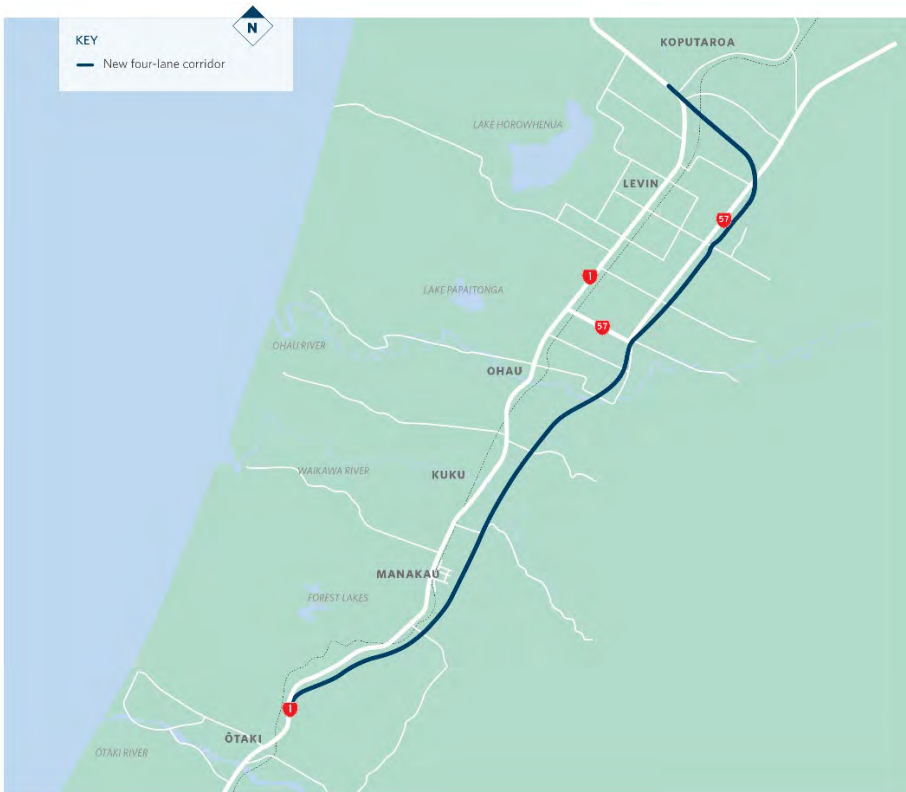 N
KEY
New four-lane corridor
KOPUTAROA
LAKE HOROWHENUA
LEVIN
57
1
LAKE PAPAITONGA
57
OHAU RIVER
OHAU
WAIKAWA RIVER
KUKU
MANAKAU
FOREST LAKES
1
ŌTAKI
ŌTAKI RIVER